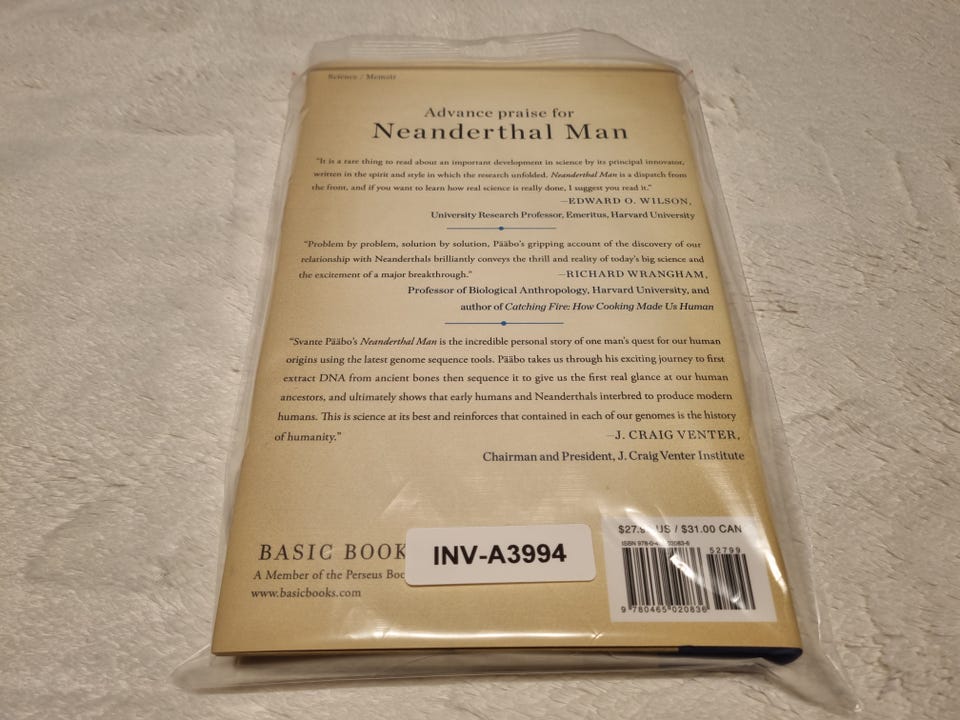 Science / Memoir
Advance praise for
Neanderthal Man
“It is a rare thing to read about an important development in science by its principal innovator,
written in the spirit and style in which the research unfolded. Neanderthal Man is a dispatch from
the front, and if you want to learn how real science is really done, I suggest you read it.”
—EDWARD O. WILSON,
University Research Professor, Emeritus, Harvard University
“Problem by problem, solution by solution, Pääbo’s gripping account of the discovery of our
relationship with Neanderthals brilliantly conveys the thrill and reality of today’s big science and
the excitement of a major breakthrough.” —RICHARD WRANGHAM,
Professor of Biological Anthropology, Harvard University, and
author of Catching Fire: How Cooking Made Us Human
“Svante Pääbo’s Neanderthal Man is the incredible personal story of one man’s quest for our human
origins using the latest genome sequence tools. Pääbo takes us through his exciting journey to first
extract DNA from ancient bones then sequence it to give us the first real glance at our human
ancestors, and ultimately shows that early humans and Neanderthals interbred to produce modern
humans. This is science at its best and reinforces that contained in each of our genomes is the history
of humanity.” —J. CRAIG VENTER,
Chairman and President, J. Craig Venter Institute
BASIC BOOK
A Member of the Perseus Boo
www.basicbooks.com
INV-A3994
US / $31.00 CAN
52799
9 780465 020836